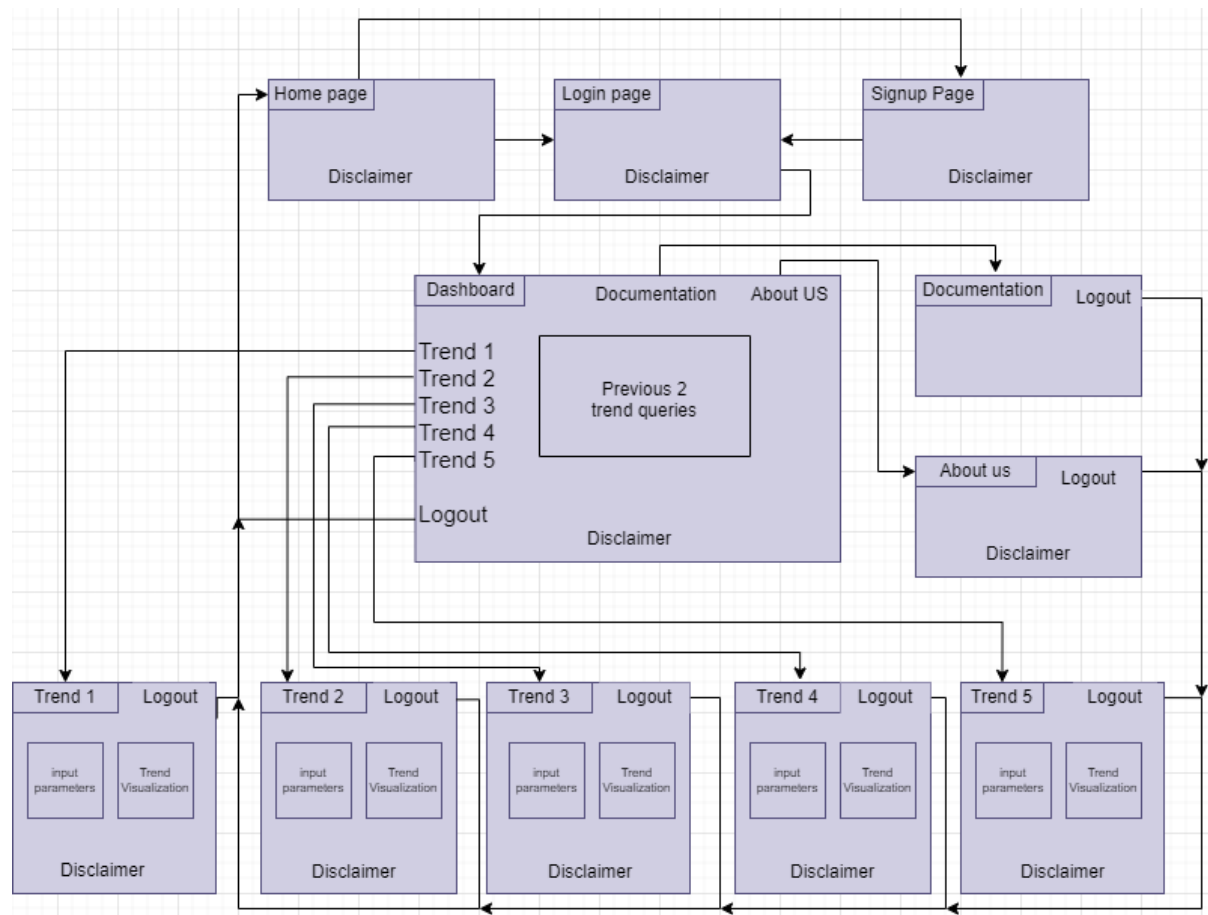 Home page
Disclaimer
Login page
Disclaimer
Signup Page
Disclaimer
Dashboard
Documentation
About US
Trend 1
Trend 2
Trend 3
Trend 4
Trend 5
Previous 2
trend queries
Logout
Disclaimer
Documentation
Logout
About us
Logout
Disclaimer
Trend 1
Logout
input
parameters
Trend
Visualization
Disclaimer
Trend 2
Logout
input
parameters
Trend
Visualization
Disclaimer
Trend 3
Logout
input
parameters
Trend
Visualization
Disclaimer
Trend 4
Logout
input
parameters
Trend
Visualization
Disclaimer
Trend 5
Logout
input
parameters
Trend
Visualization
Disclaimer